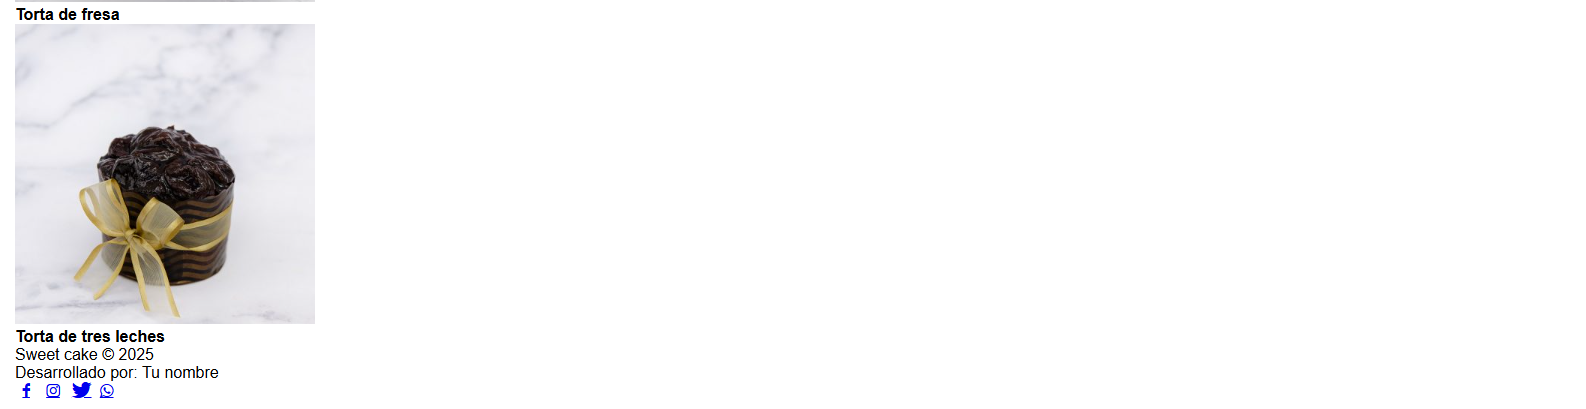 Torta de fresa
Torta de tres leches
Sweet cake © 2025
Desarrollado por: Tu nombre